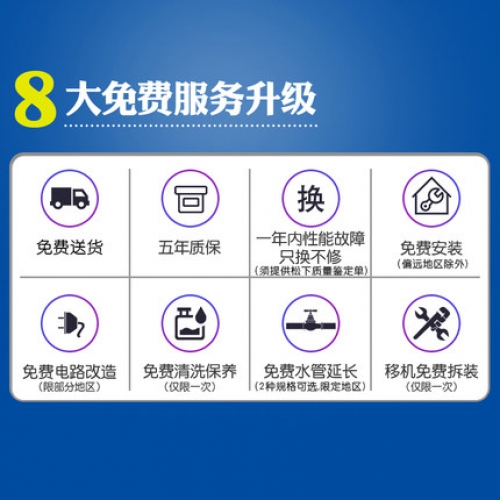 8大免费服务升级
免费送货
五年质保
换
一年内性能故障
只换不修
(须提供松下质量鉴定单)
免费安装
(偏远地区除外)
免费电路改造
(限部分地区)
免费清洗保养
(仅限一次)
免费水管延长
(2种规格可选,限定地区)
移机免费拆装
(仅限一次)